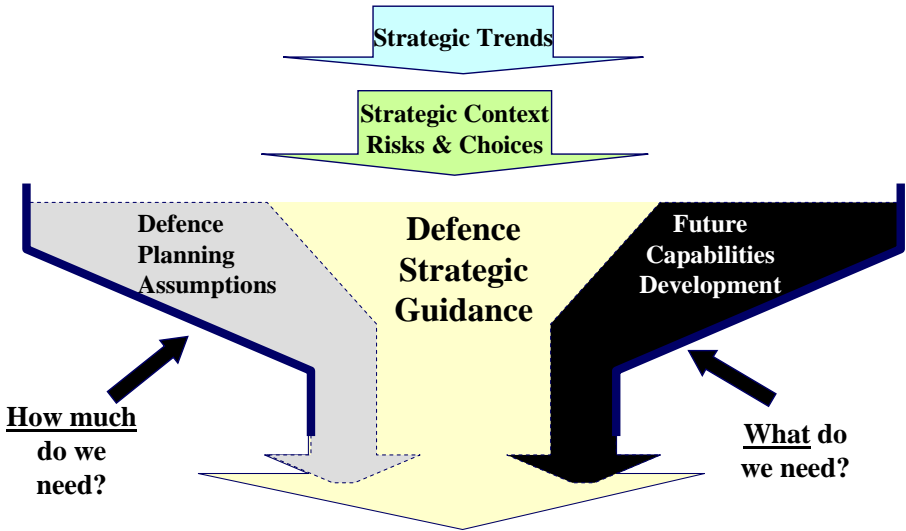 Strategic Trends
Strategic Context
Risks & Choices
Defence
Planning
Assumptions
Defence
Strategic
Guidance
Future
Capabilities
Development
How much
do we
need?
What do
we need?